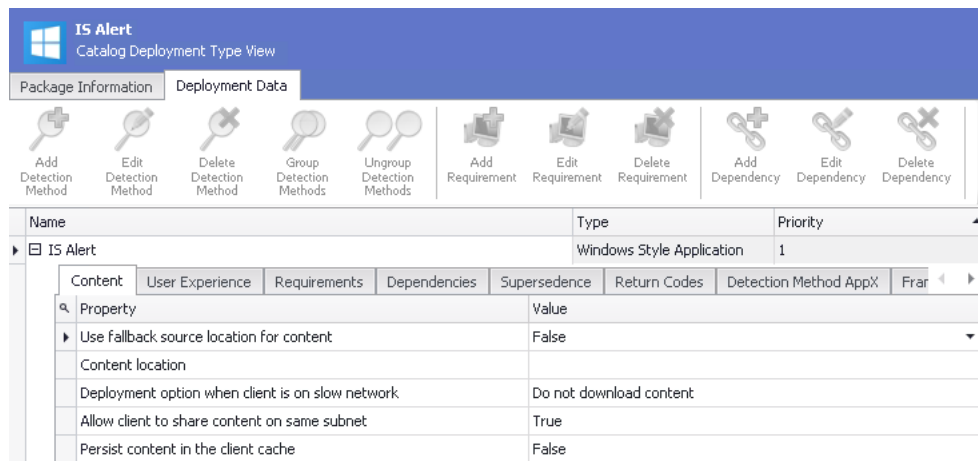 IS Alert
Catalog Deployment Type View
Package Information Deployment Data
Add Detection Method
Edit Detection Method
Delete Detection Method
Group Detection Methods
Ungroup Detection Methods
Add Requirement
Edit Requirement
Delete Requirement
Add Dependency
Edit Dependency
Delete Dependency
Name Type Priority
IS Alert Windows Style Application 1
Content User Experience Requirements Dependencies Supersedence Return Codes Detection Method AppX Frar
Property Value
Use fallback source location for content False
Content location
Deployment option when client is on slow network Do not download content
Allow client to share content on same subnet True
Persist content in the client cache False